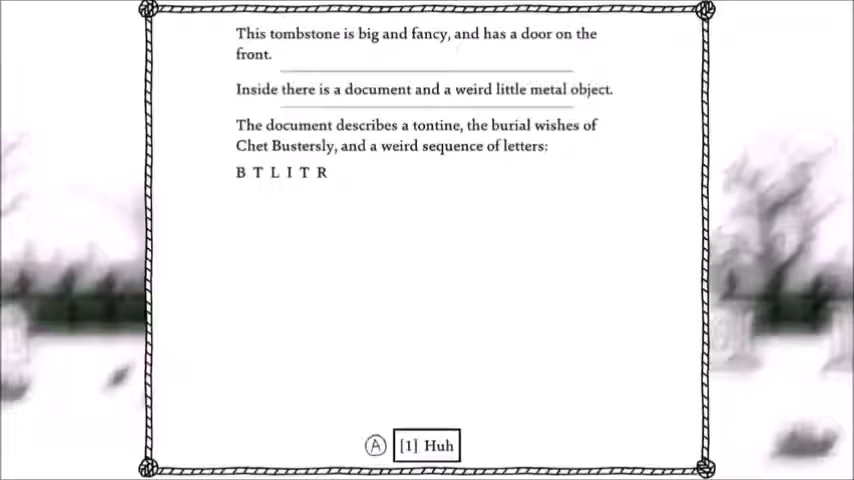 This tombstone is big and fancy, and has a door on the
front.
Inside there is a document and a weird little metal object.
The document describes a tontine, the burial wishes of
Chet Bustersly, and a weird sequence of letters:
B T L I T R
A [1] Huh